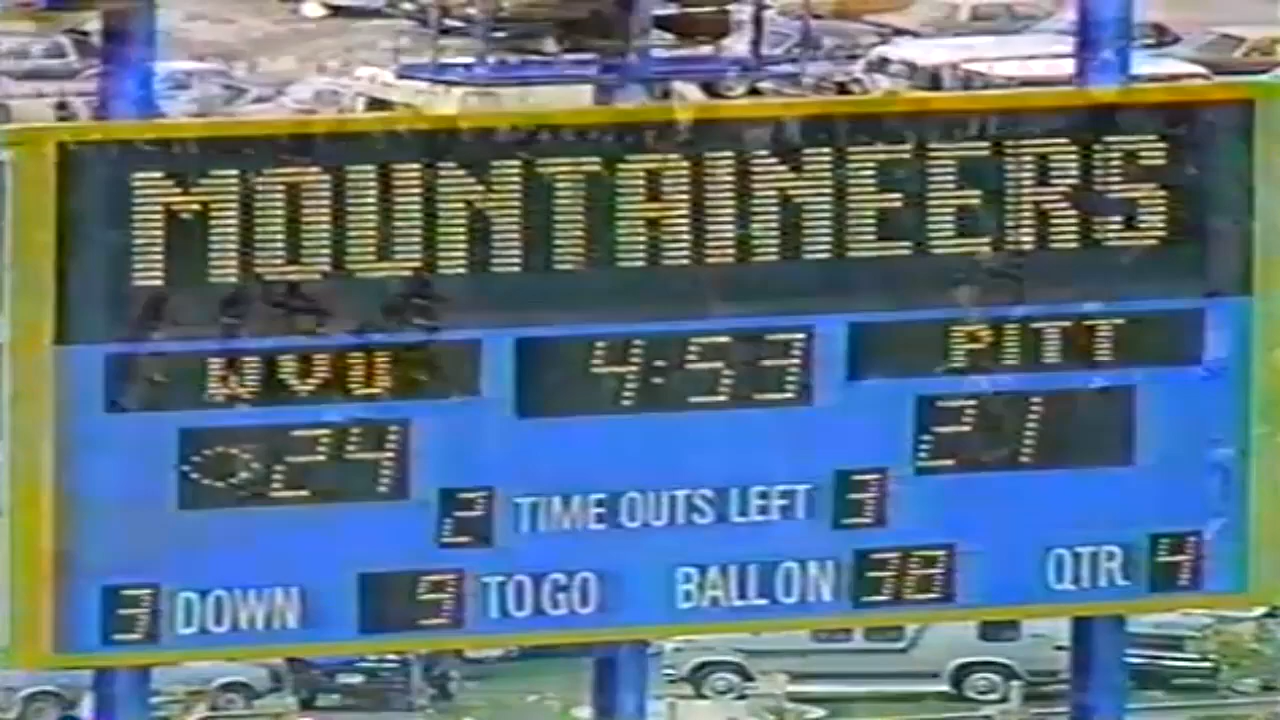 MOUNTAINEERS
WVU 4:53 PITT
24 21
2 TIME OUTS LEFT 3
3 DOWN 9 TO GO BALL ON 38 QTR 4